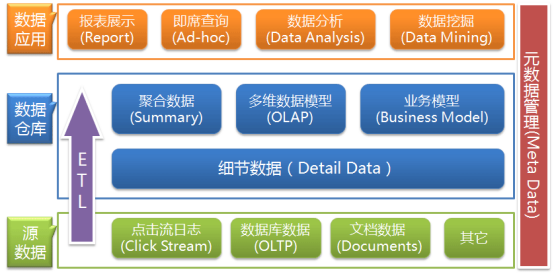 数据
应用
报表展示
(Report)
即席查询
(Ad-hoc)
数据分析
(Data Analysis)
数据挖掘
(Data Mining)
数据
仓库
ETL
聚合数据
(Summary)
多维数据模型
(OLAP)
业务模型
(Business Model)
细节数据（Detail Data）
源
数据
点击流日志
(Click Stream)
数据库数据
(OLTP)
文档数据
(Documents)
其它
元数据管理(Meta Data)